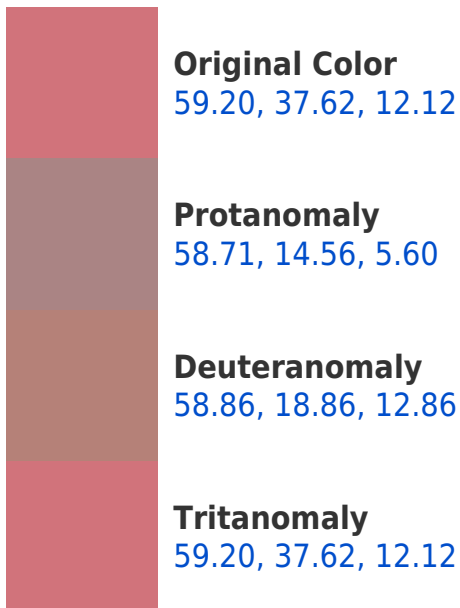 Original Color
59.20, 37.62, 12.12
Protanomaly
58.71, 14.56, 5.60
Deuteranomaly
58.86, 18.86, 12.86
Tritanomaly
59.20, 37.62, 12.12